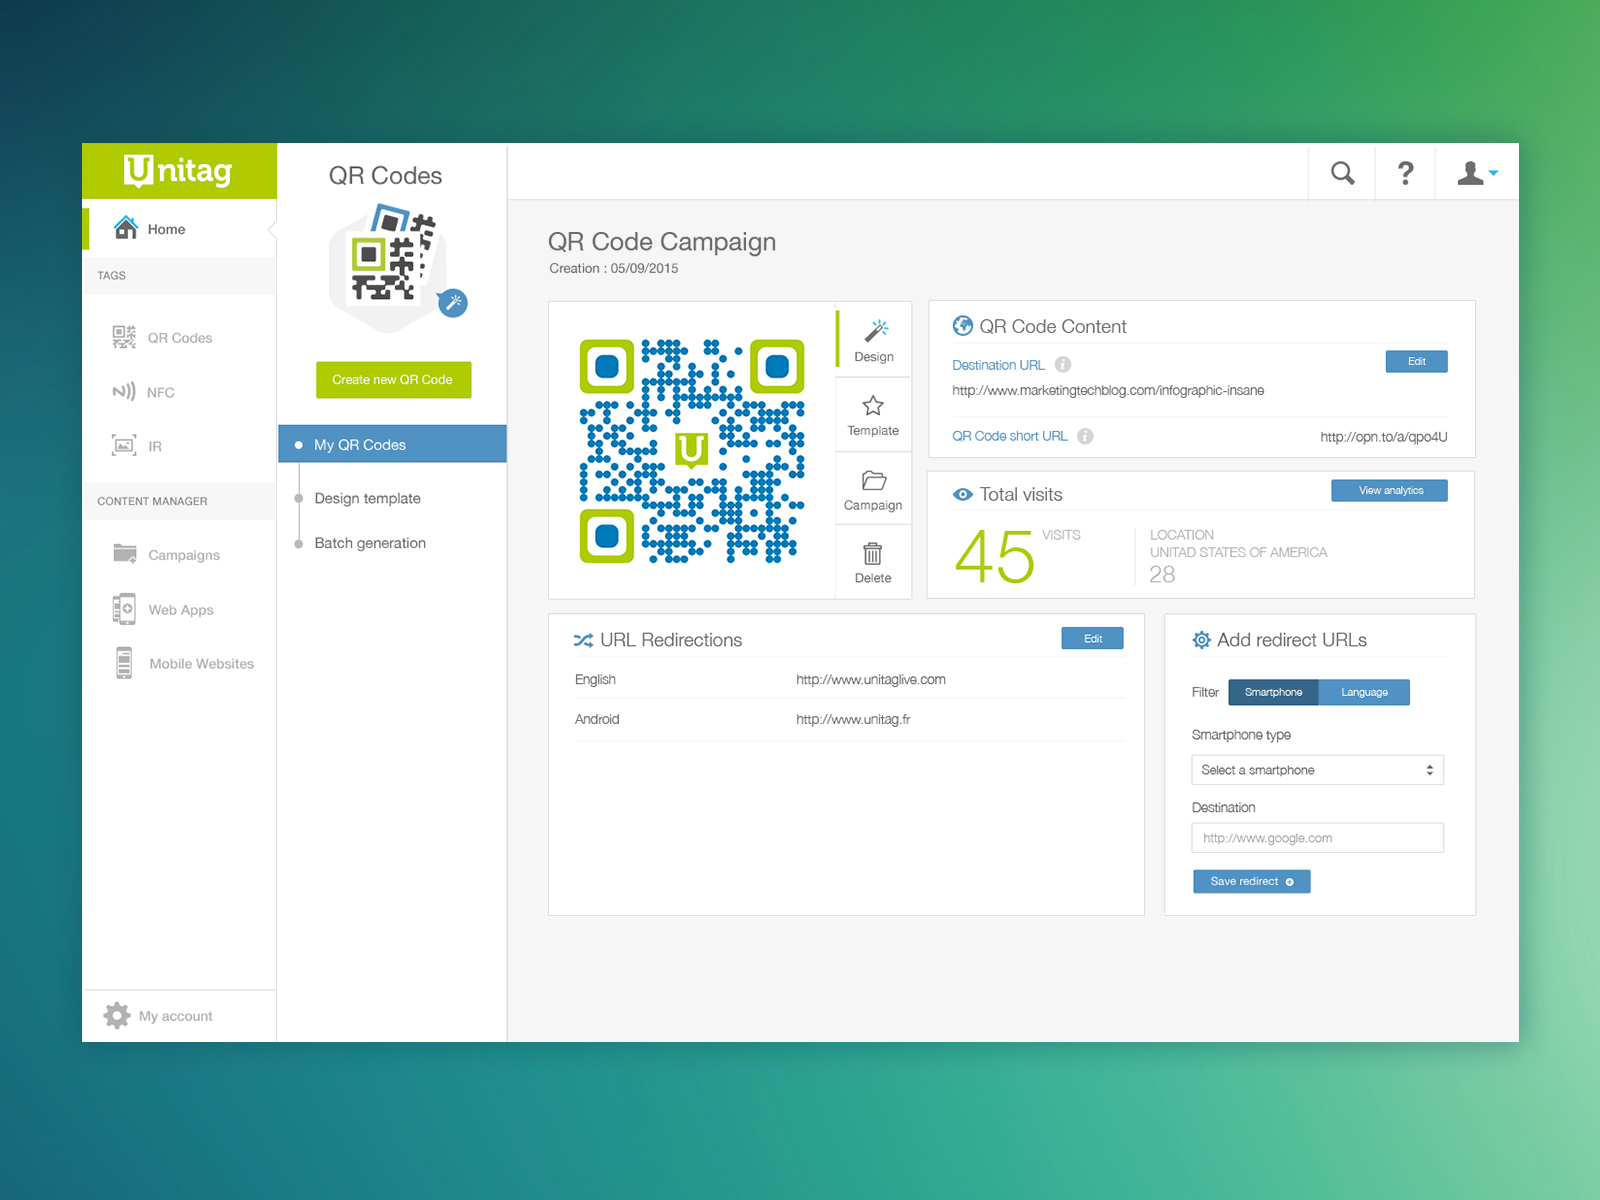 Unitag
Home
TAGS
QR Codes
NFC
IR
CONTENT MANAGER
Campaigns
Web Apps
Mobile Websites
My account
QR Codes
Create new QR Code
My QR Codes
Design template
Batch generation
?
QR Code Campaign
Creation : 05/09/2015
U
Design
Template
Campaign
Delete
QR Code Content
Destination URL i
Edit
http://www.marketingtechblog.com/infographic-insane
QR Code short URL i
http://opn.to/a/qpo4U
Total visits
View analytics
45 VISITS
LOCATION
UNITAD STATES OF AMERICA
28
URL Redirections
Edit
English http://www.unitaglive.com
Android http://www.unitag.fr
Add redirect URLs
Filter Smartphone Language
Smartphone type
Select a smartphone
Destination
http://www.google.com
Save redirect